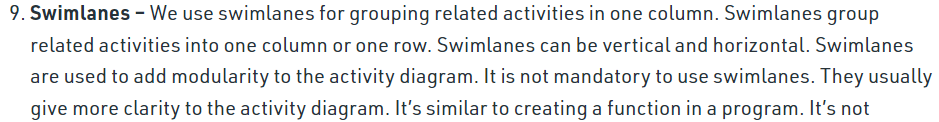 9. Swimlanes – We use swimlanes for grouping related activities in one column. Swimlanes group
related activities into one column or one row. Swimlanes can be vertical and horizontal. Swimlanes
are used to add modularity to the activity diagram. It is not mandatory to use swimlanes. They usually
give more clarity to the activity diagram. It’s similar to creating a function in a program. It’s not